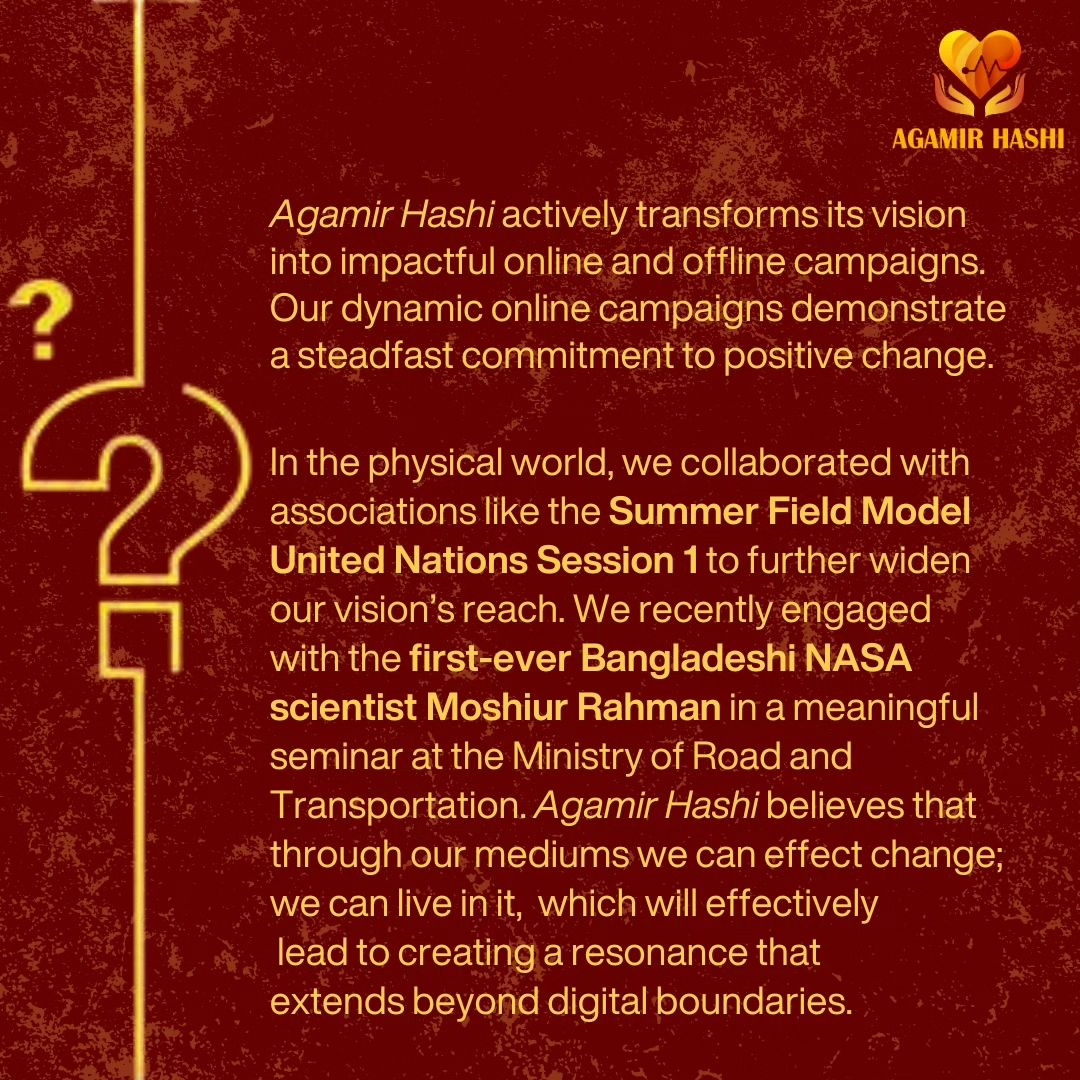 AGAMIR HASHI
Agamir Hashi actively transforms its vision
into impactful online and offline campaigns.
Our dynamic online campaigns demonstrate
a steadfast commitment to positive change.
?
?
In the physical world, we collaborated with
associations like the Summer Field Model
United Nations Session 1 to further widen
our vision’s reach. We recently engaged
with the first-ever Bangladeshi NASA
scientist Moshiur Rahman in a meaningful
seminar at the Ministry of Road and
Transportation. Agamir Hashi believes that
through our mediums we can effect change;
we can live in it,  which will effectively
lead to creating a resonance that
extends beyond digital boundaries.